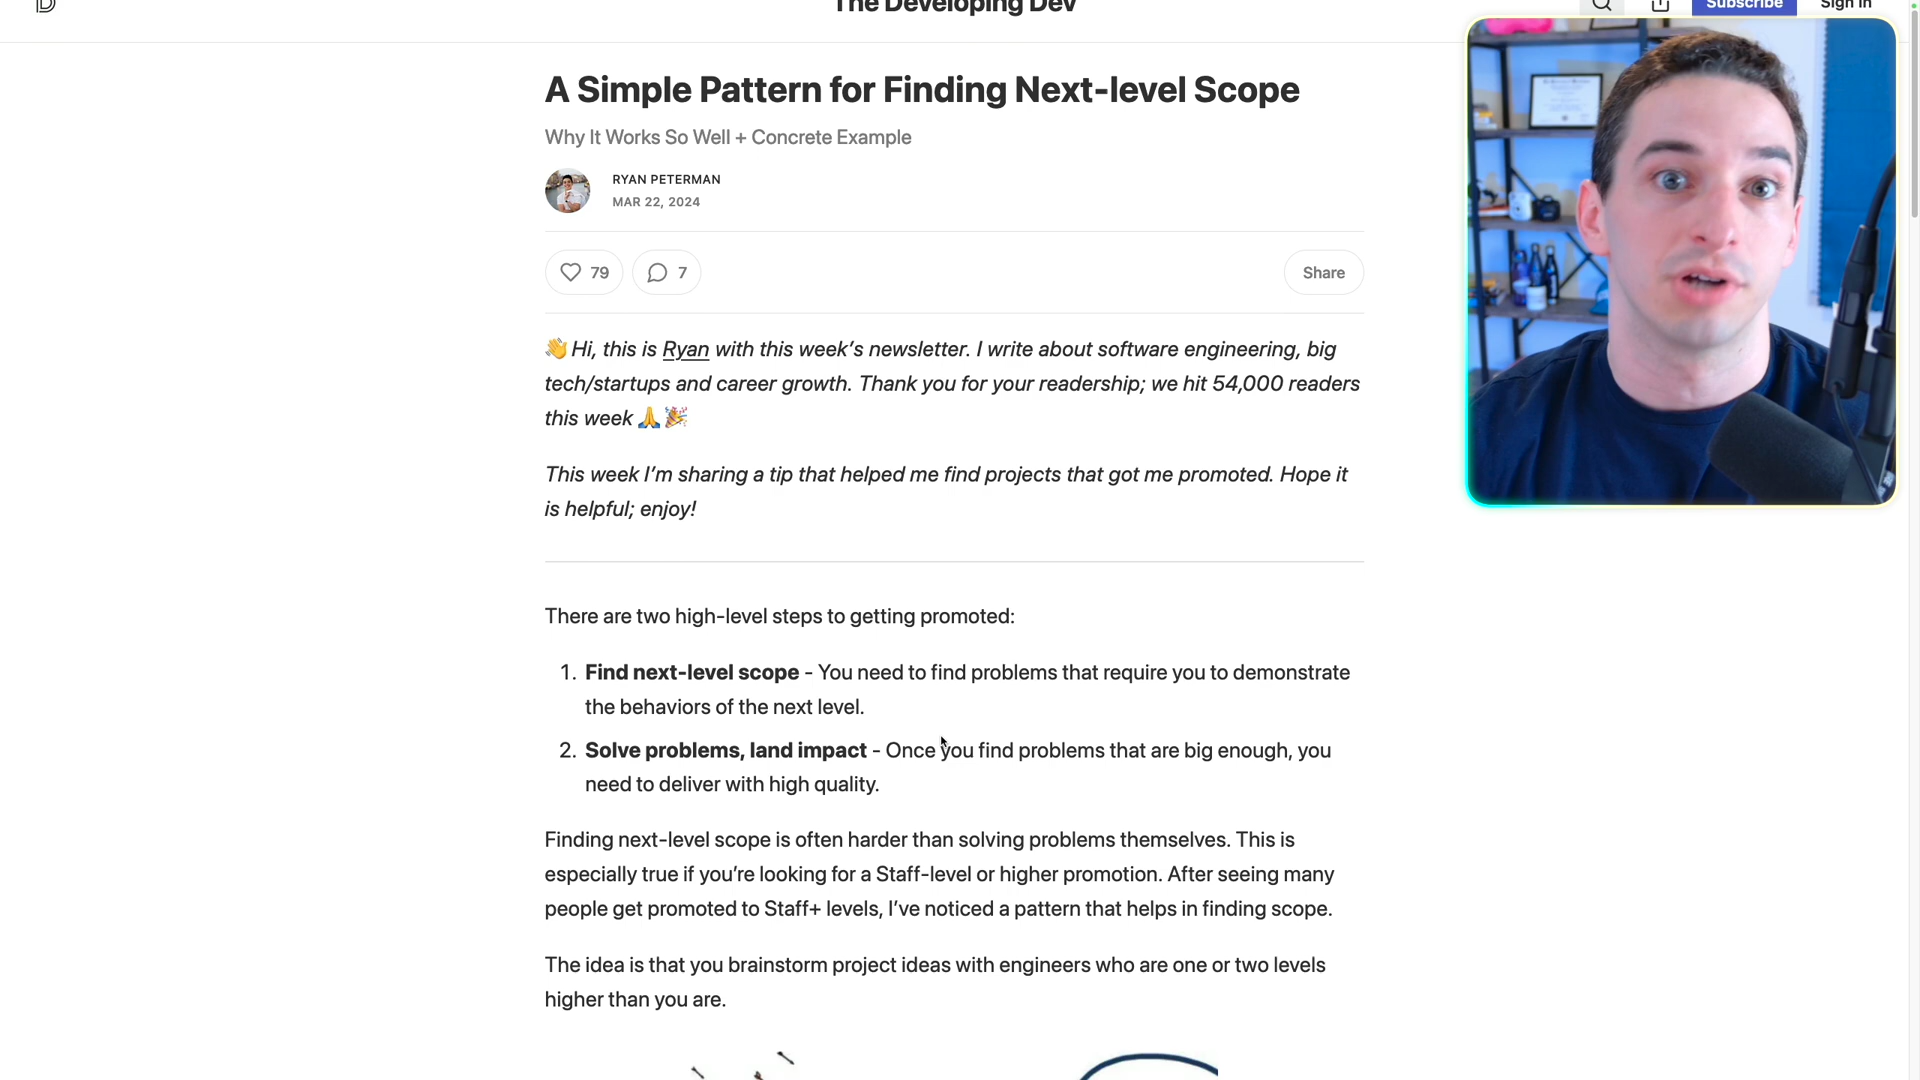 The Developing Dev
Subscribe
Sign in
A Simple Pattern for Finding Next-level Scope
Why It Works So Well + Concrete Example
RYAN PETERMAN
MAR 22, 2024
79
7
Share
👋 Hi, this is Ryan with this week’s newsletter. I write about software engineering, big
tech/startups and career growth. Thank you for your readership; we hit 54,000 readers
this week 🙏 🎉
This week I’m sharing a tip that helped me find projects that got me promoted. Hope it
is helpful; enjoy!
There are two high-level steps to getting promoted:
1. Find next-level scope - You need to find problems that require you to demonstrate
the behaviors of the next level.
2. Solve problems, land impact - Once you find problems that are big enough, you
need to deliver with high quality.
Finding next-level scope is often harder than solving problems themselves. This is
especially true if you’re looking for a Staff-level or higher promotion. After seeing many
people get promoted to Staff+ levels, I’ve noticed a pattern that helps in finding scope.
The idea is that you brainstorm project ideas with engineers who are one or two levels
higher than you are.